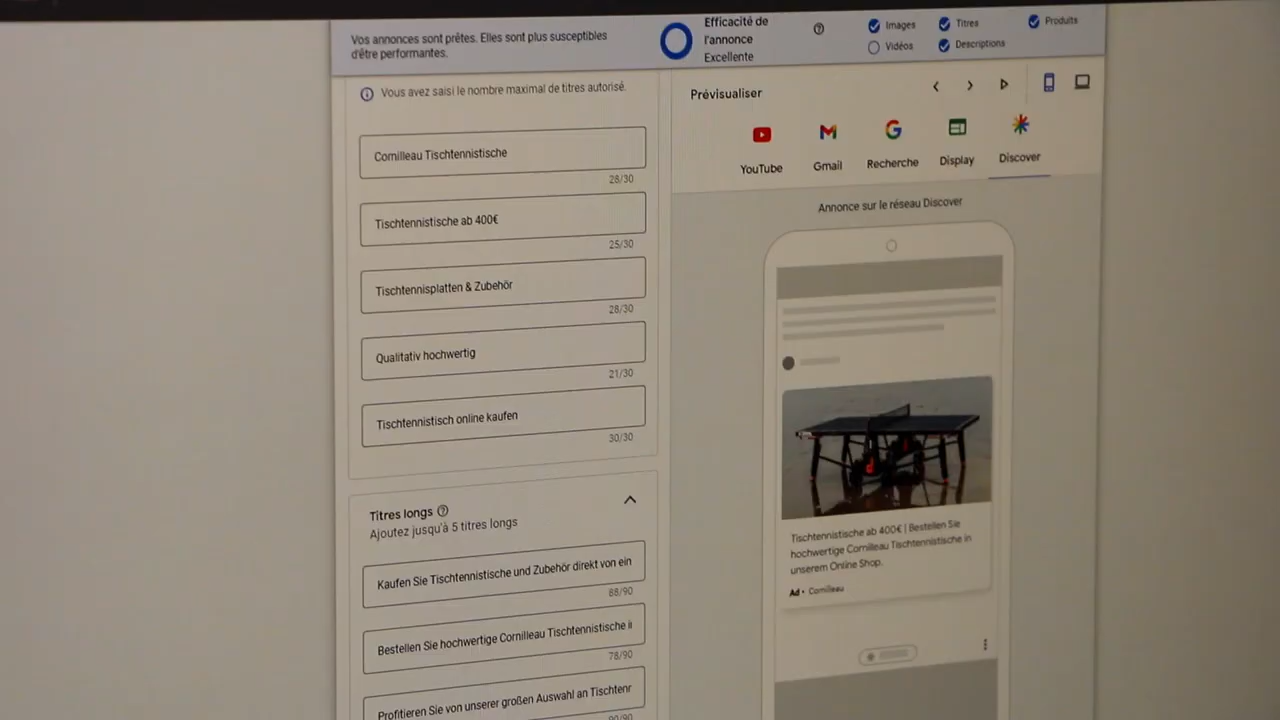 Vos annonces sont prêtes. Elles sont plus susceptibles
d'être performantes.
Efficacité de
l'annonce
Excellente
Images
Vidéos
Titres
Descriptions
Produits
Vous avez saisi le nombre maximal de titres autorisé.
Cornilleau Tischtennistische
28/30
Tischtennistische ab 400€
25/30
Tischtennisplatten & Zubehör
28/30
Qualitativ hochwertig
21/30
Tischtennistisch online kaufen
30/30
Titres longs
Ajoutez jusqu'à 5 titres longs
Kaufen Sie Tischtennistische und Zubehör direkt von ein
88/90
Bestellen Sie hochwertige Cornilleau Tischtennistische i
78/90
Profitieren Sie von unserer großen Auswahl an Tischtenr
90/90
Prévisualiser
YouTube
Gmail
Recherche
Display
Discover
Annonce sur le réseau Discover
Tischtennistische ab 400€ | Bestellen Sie
hochwertige Cornilleau Tischtennistische in
unserem Online Shop.
Ad • Cornilleau